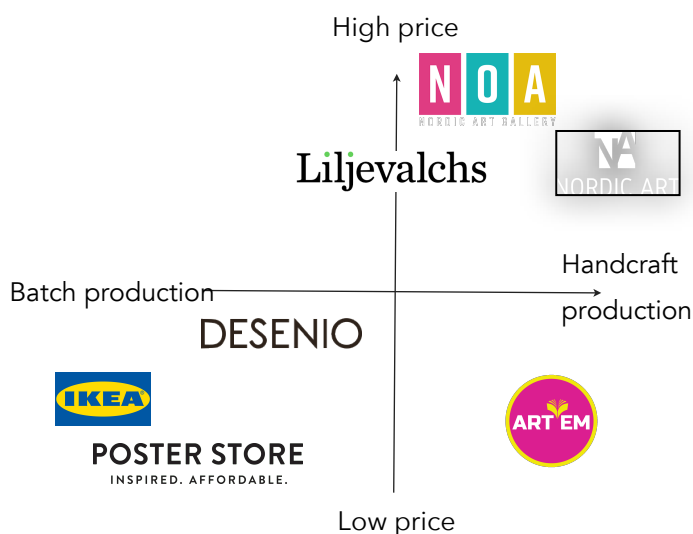 High price
NOA
NORDIC ART GALLERY
Liljevalchs
NA
NORDIC ART
Handcraft
production
Batch production
DESENIO
IKEA
ART EM
POSTER STORE
INSPIRED. AFFORDABLE.
Low price